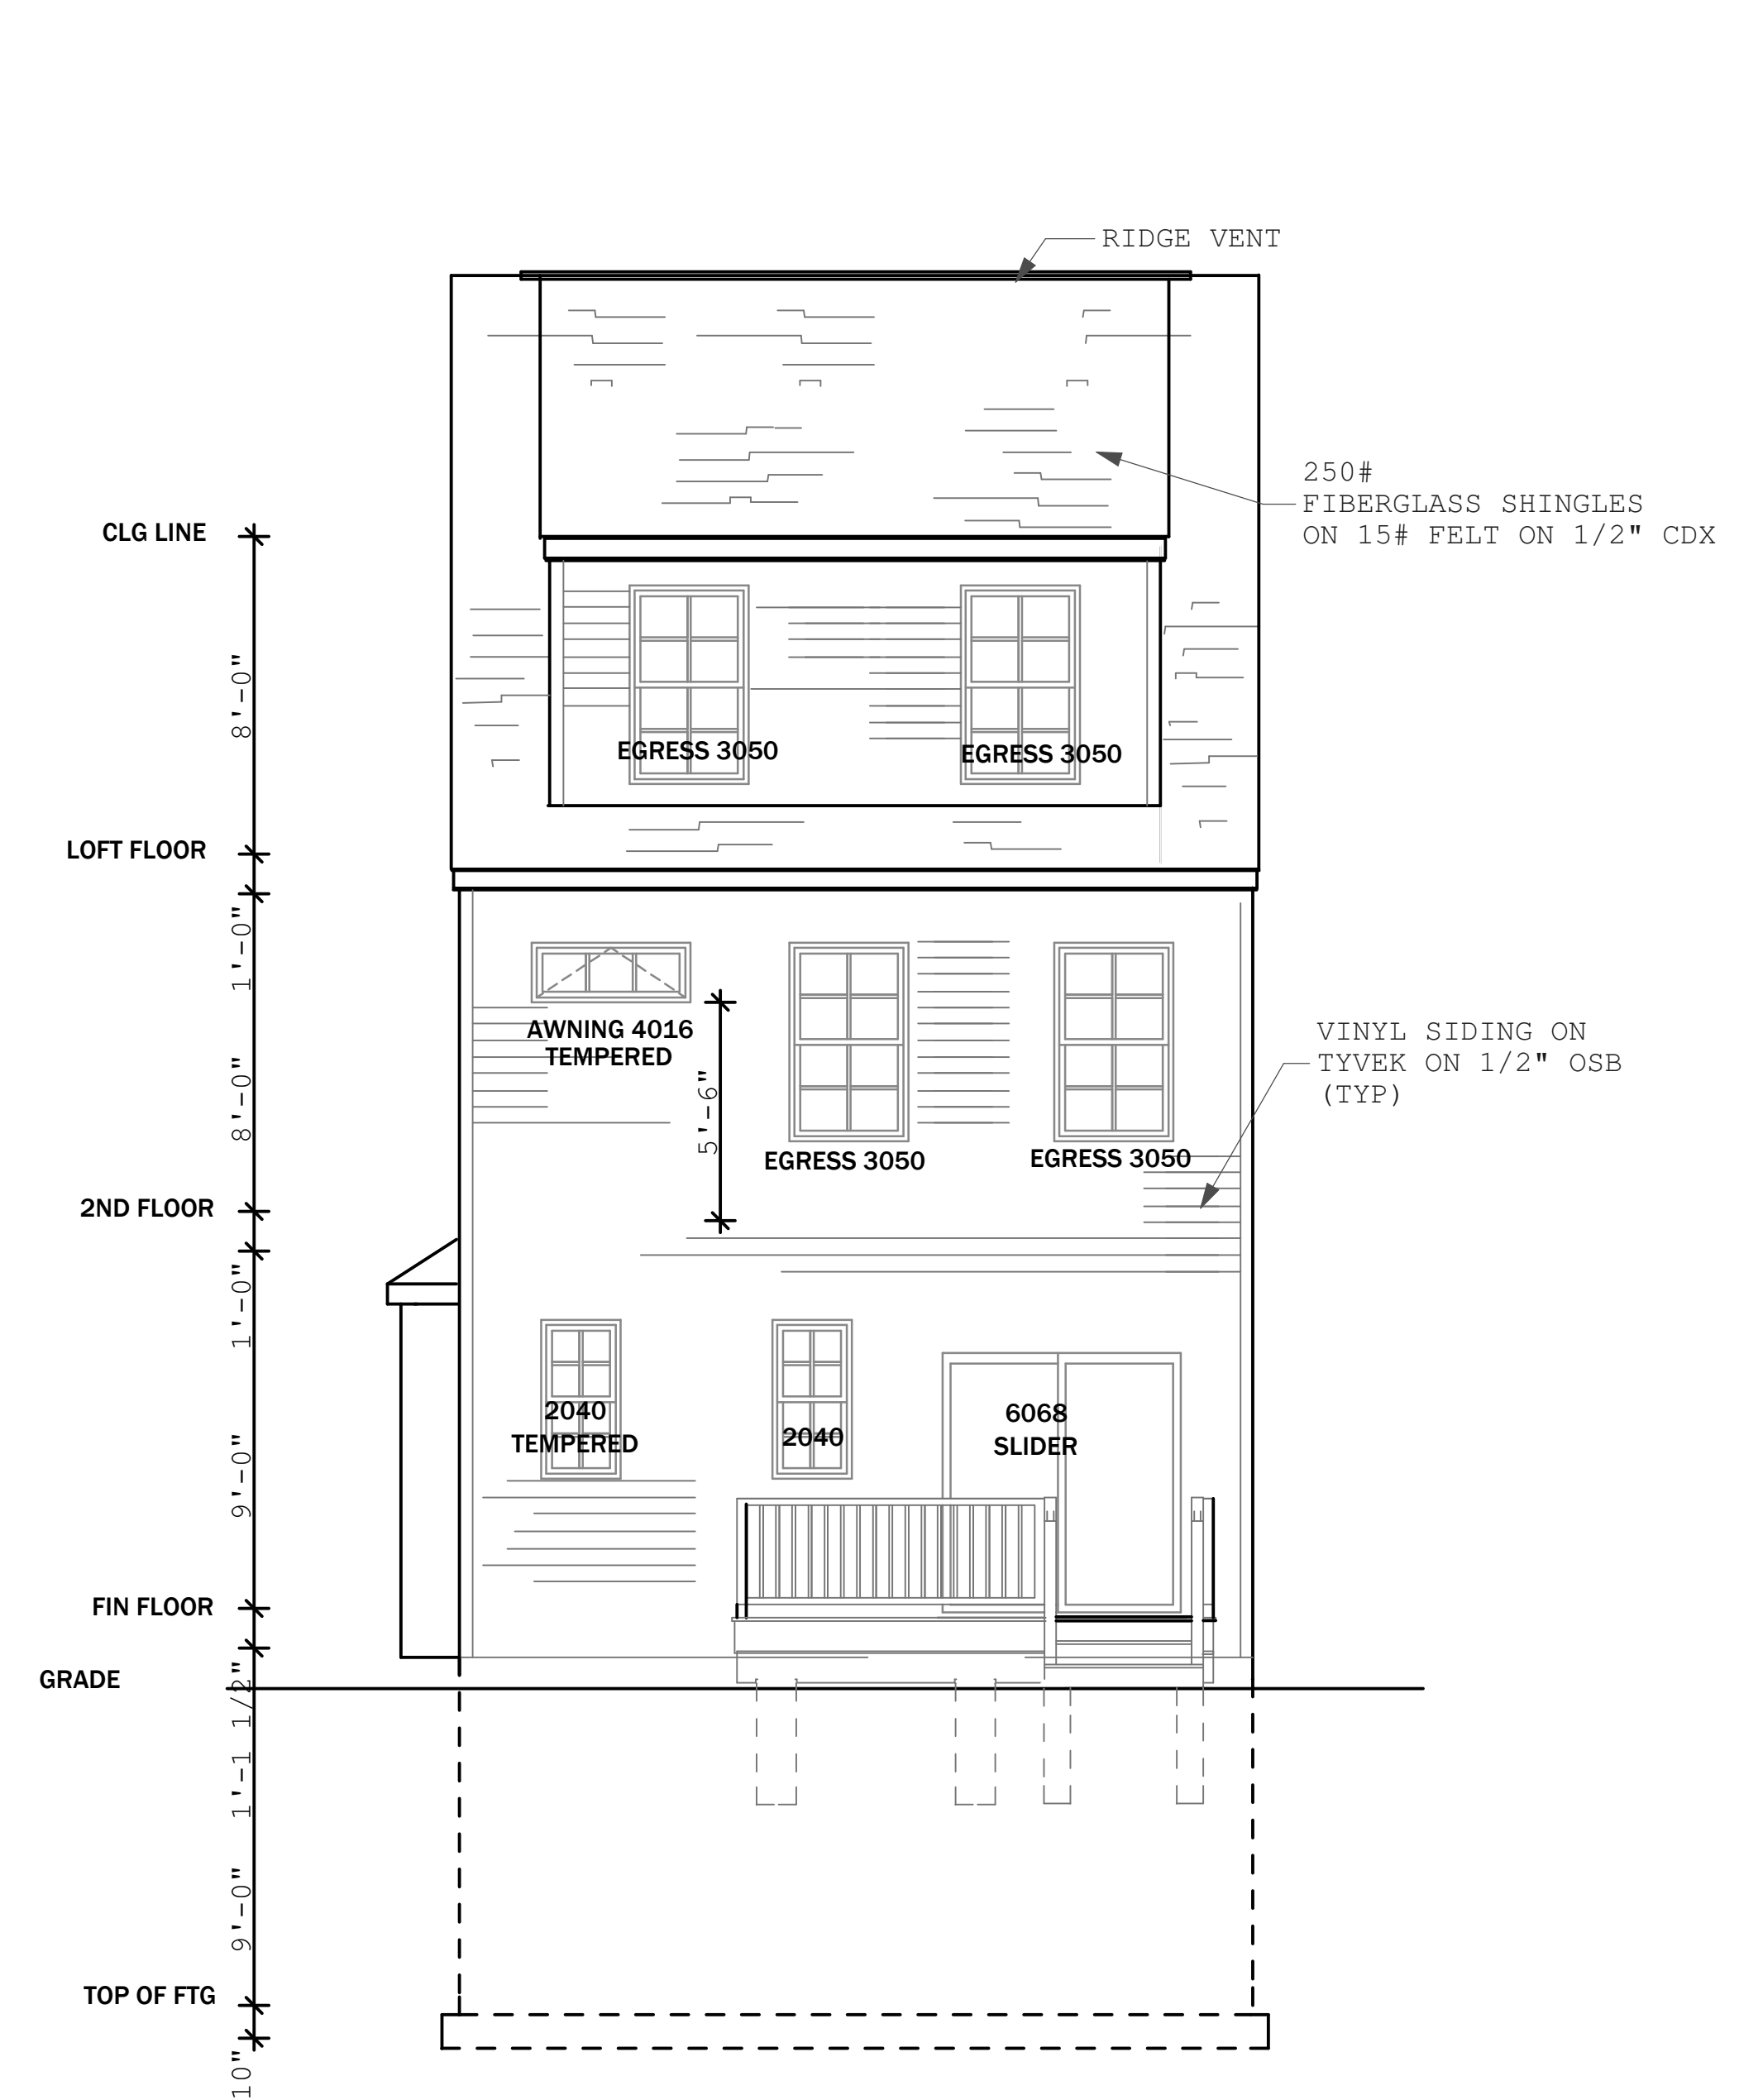 RIDGE VENT
250#
FIBERGLASS SHINGLES
ON 15# FELT ON 1/2" CDX
CLG LINE
8'-0"
EGRESS 3050
EGRESS 3050
LOFT FLOOR
1'-0"
AWNING 4016
TEMPERED
VINYL SIDING ON
TYVEK ON 1/2" OSB
(TYP)
8'-0"
5'-6"
EGRESS 3050
EGRESS 3050
2ND FLOOR
1'-0"
2040
TEMPERED
2040
6068
SLIDER
9'-0"
FIN FLOOR
GRADE
1'-1 1/2"
9'-0"
TOP OF FTG
10"